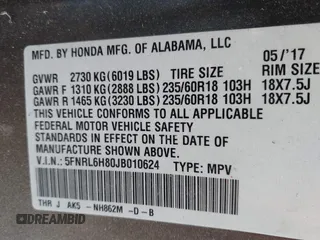 MFD. BY HONDA MFG. OF ALABAMA, LLC
05/'17
GVWR 2730 KG (6019 LBS) TIRE SIZE RIM SIZE
GAWR F 1310 KG (2888 LBS) 235/60R18 103H 18X7.5J
GAWR R 1465 KG (3230 LBS) 235/60R18 103H 18X7.5J
THIS VEHICLE CONFORMS TO ALL APPLICABLE
FEDERAL MOTOR VEHICLE SAFETY AND THEFT PREVENTION
STANDARDS IN EFFECT ON THE DATE OF
MANUFACTURE SHOWN ABOVE.
V.I.N.: 5FNRL6H80JB010624 TYPE: MPV
THR J AK5 -NH862M -D-B